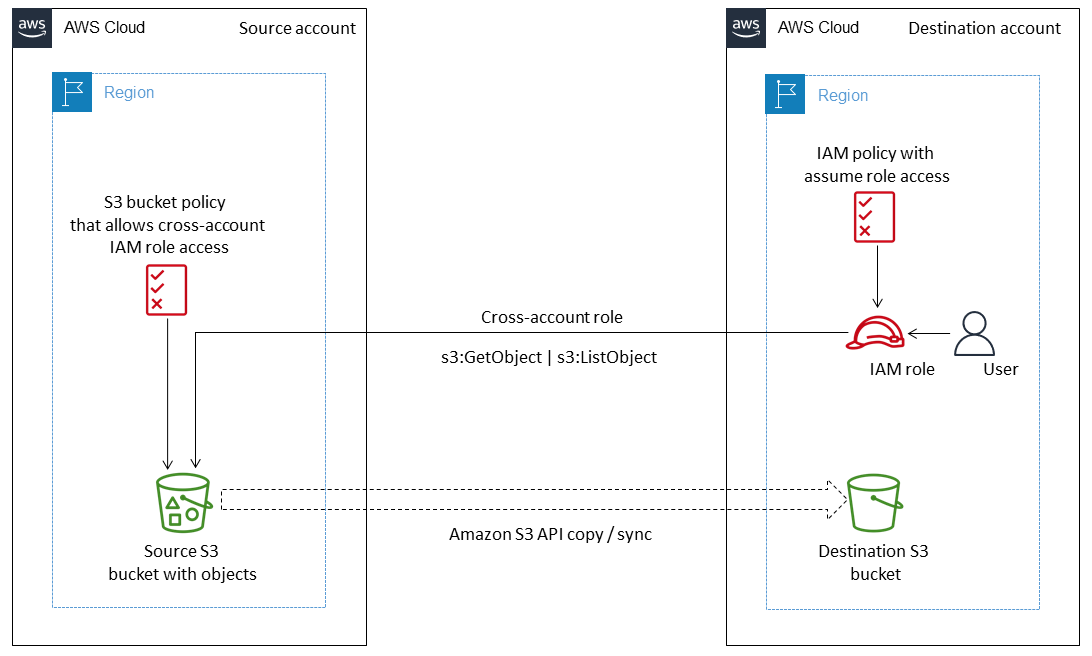 aws
AWS Cloud
Source account
Region
S3 bucket policy
that allows cross-account
IAM role access
Source S3
bucket with objects
Cross-account role
s3:GetObject | s3:ListObject
Amazon S3 API copy / sync
aws
AWS Cloud
Destination account
Region
IAM policy with
assume role access
IAM role
User
Destination S3
bucket